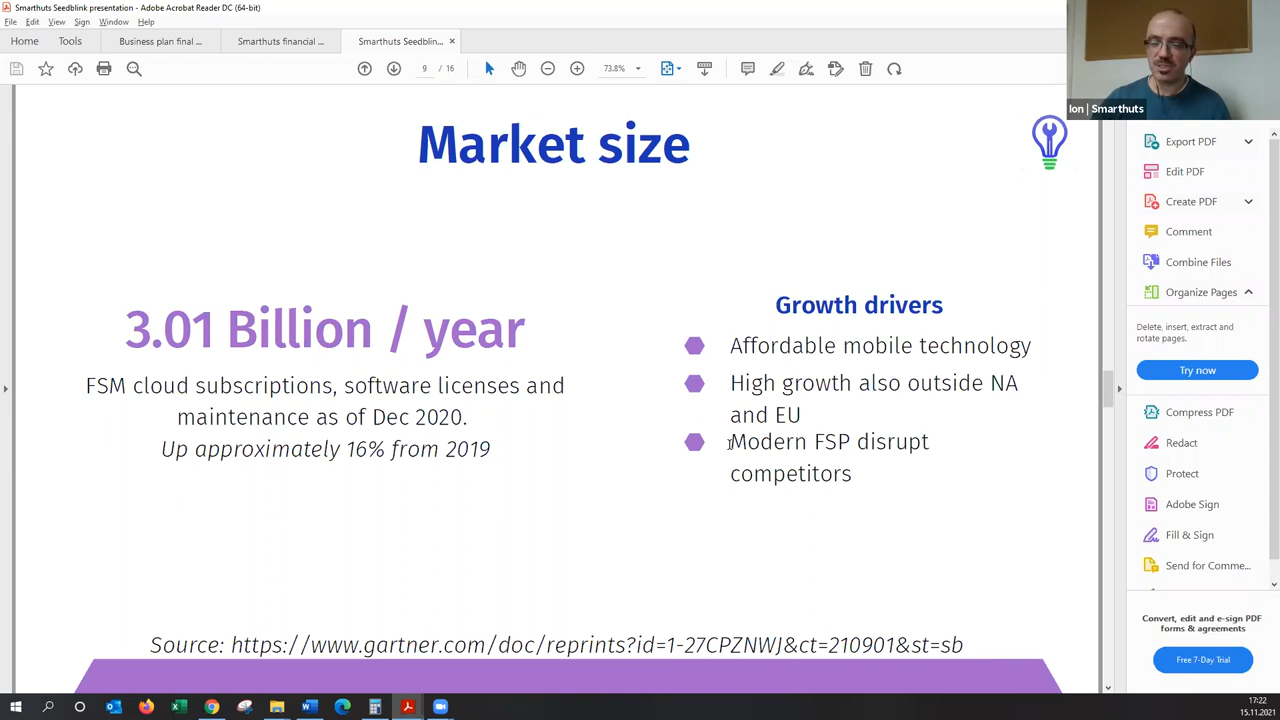 Smarthuts Seedblink presentation - Adobe Acrobat Reader DC (64-bit)
File Edit View Sign Window Help
Home Tools Business plan final ... Smarthuts financial ... Smarthuts Seedblin... ×
9 / 16 73.8%
Ion | Smarthuts
Market size
3.01 Billion / year
FSM cloud subscriptions, software licenses and
maintenance as of Dec 2020.
Up approximately 16% from 2019
Growth drivers
Affordable mobile technology
High growth also outside NA
and EU
Modern FSP disrupt
competitors
Source: https://www.gartner.com/doc/reprints?id=1-27CPZNWJ&ct=210901&st=sb
Export PDF
Edit PDF
Create PDF
Comment
Combine Files
Organize Pages
Delete, insert, extract and
rotate pages.
Try now
Compress PDF
Redact
Protect
Adobe Sign
Fill & Sign
Send for Comme...
Convert, edit and e-sign PDF
forms & agreements
Free 7-Day Trial
17:22
15.11.2021